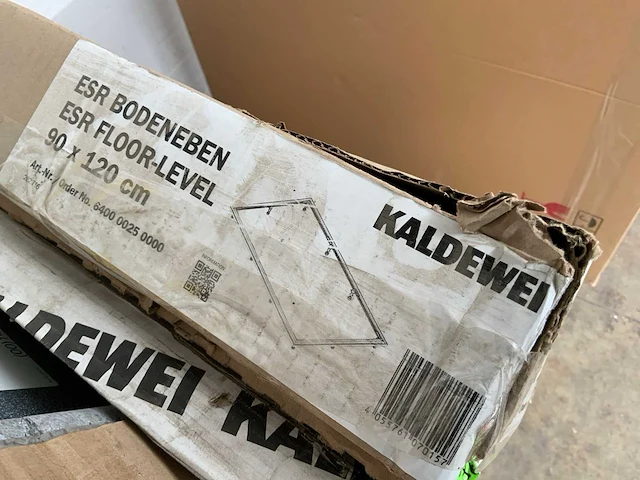 ESR BODENEBEN
ESR FLOOR-LEVEL
90 x 120 cm
Art.-Nr. / Order No. 6400 0025 0000
KALDEWEI
KALDEWEI